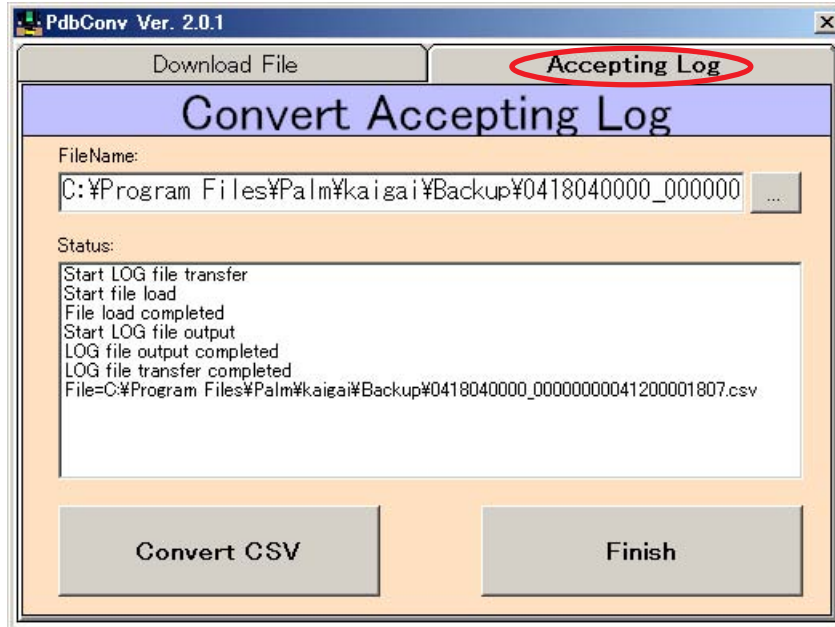 PdbConv Ver. 2.0.1
Download File
Accepting Log
Convert Accepting Log
FileName:
C:¥Program Files¥Palm¥kaigai¥Backup¥0418040000_000000
...
Status:
Start LOG file transfer
Start file load
File load completed
Start LOG file output
LOG file output completed
LOG file transfer completed
File=C:¥Program Files¥Palm¥kaigai¥Backup¥0418040000_00000000041200001807.csv
Convert CSV
Finish